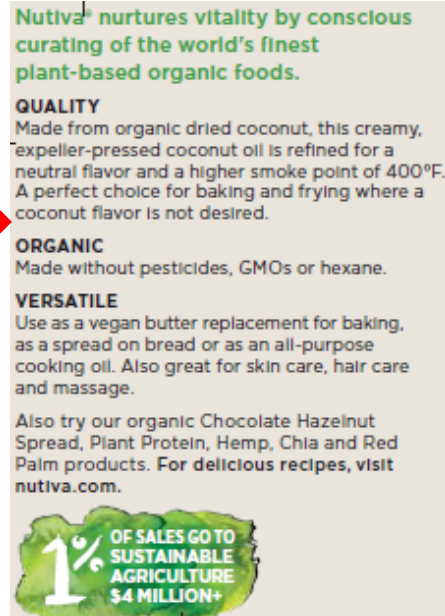 Nutiva® nurtures vitality by conscious
curating of the world's finest
plant-based organic foods.
QUALITY
Made from organic dried coconut, this creamy,
expeller-pressed coconut oil is refined for a
neutral flavor and a higher smoke point of 400°F.
A perfect choice for baking and frying where a
coconut flavor is not desired.
ORGANIC
Made without pesticides, GMOs or hexane.
VERSATILE
Use as a vegan butter replacement for baking,
as a spread on bread or as an all-purpose
cooking oil. Also great for skin care, hair care
and massage.
Also try our organic Chocolate Hazelnut
Spread, Plant Protein, Hemp, Chia and Red
Palm products. For delicious recipes, visit
nutiva.com.
1% OF SALES GO TO
SUSTAINABLE
AGRICULTURE
$4 MILLION+